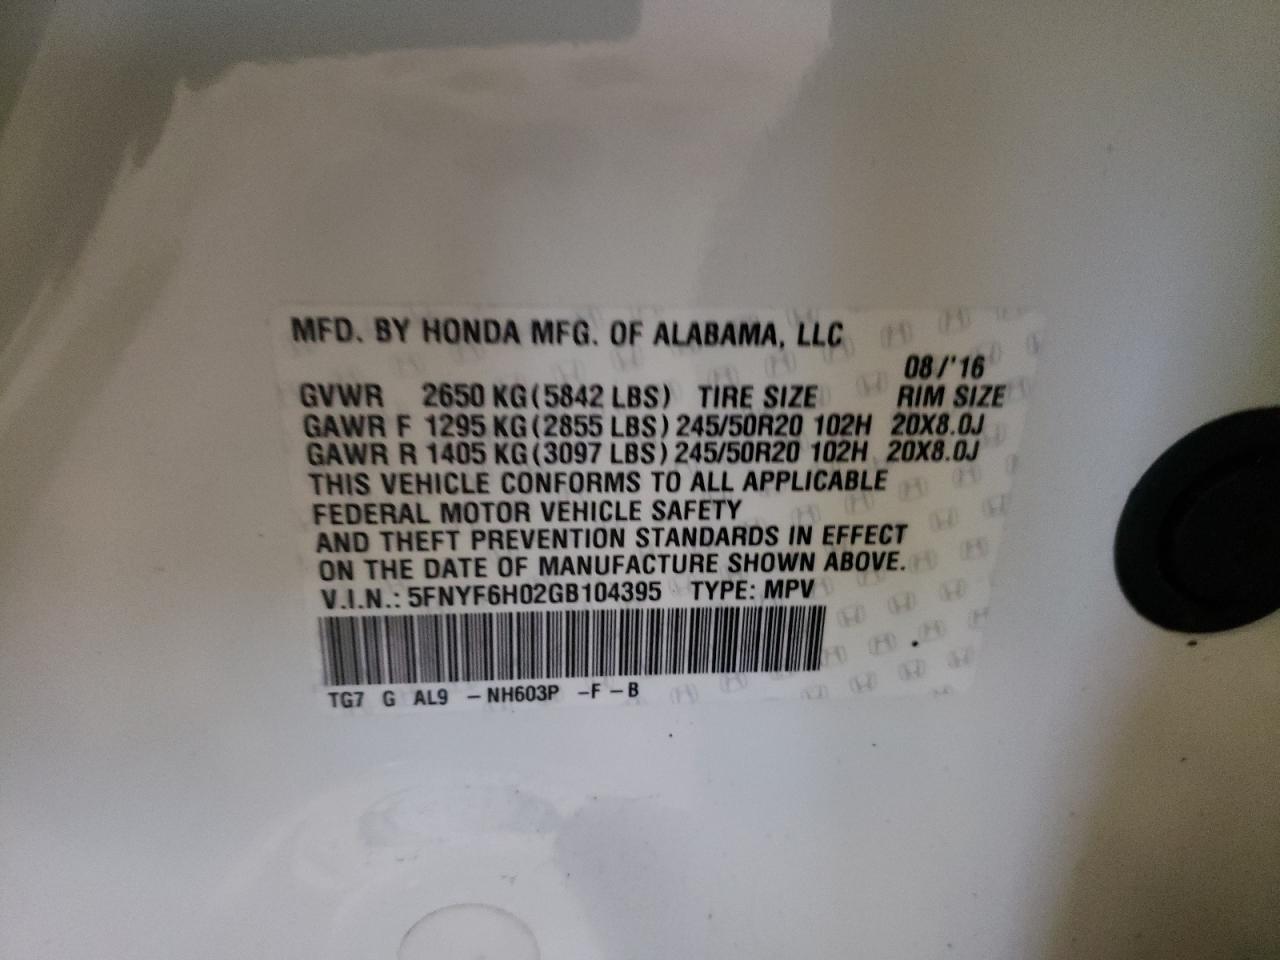 MFD. BY HONDA MFG. OF ALABAMA, LLC
08/'16
GVWR 2650 KG(5842 LBS) TIRE SIZE RIM SIZE
GAWR F 1295 KG(2855 LBS) 245/50R20 102H 20X8.0J
GAWR R 1405 KG(3097 LBS) 245/50R20 102H 20X8.0J
THIS VEHICLE CONFORMS TO ALL APPLICABLE
FEDERAL MOTOR VEHICLE SAFETY
AND THEFT PREVENTION STANDARDS IN EFFECT
ON THE DATE OF MANUFACTURE SHOWN ABOVE.
V.I.N.: 5FNYF6H02GB104395 TYPE: MPV
TG7 G AL9 -NH603P -F-B